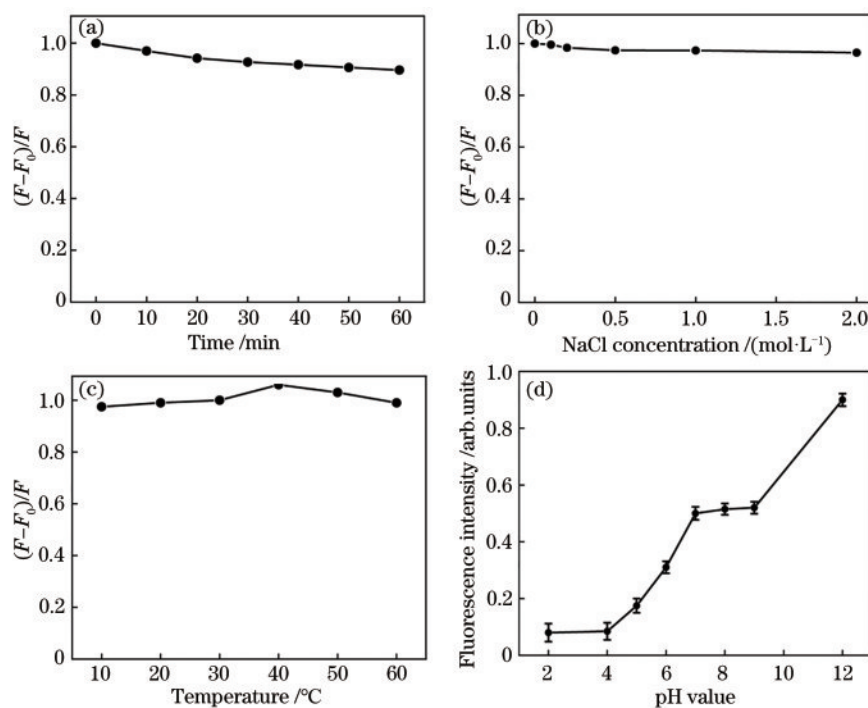 (a)
(F−F₀)/F
1.0
0.8
0.6
0.4
0.2
0
0 10 20 30 40 50 60
Time /min
(b)
(F−F₀)/F
1.0
0.8
0.6
0.4
0.2
0
0 0.5 1.0 2.0
NaCl concentration /(mol·L⁻¹)
(c)
(F−F₀)/F
1.0
0.8
0.6
0.4
0.2
0
10 20 30 40 50 60
Temperature /°C
(d)
Fluorescence intensity /arb.units
1.0
0.8
0.6
0.4
0.2
0
2 4 6 8 10 12
pH value